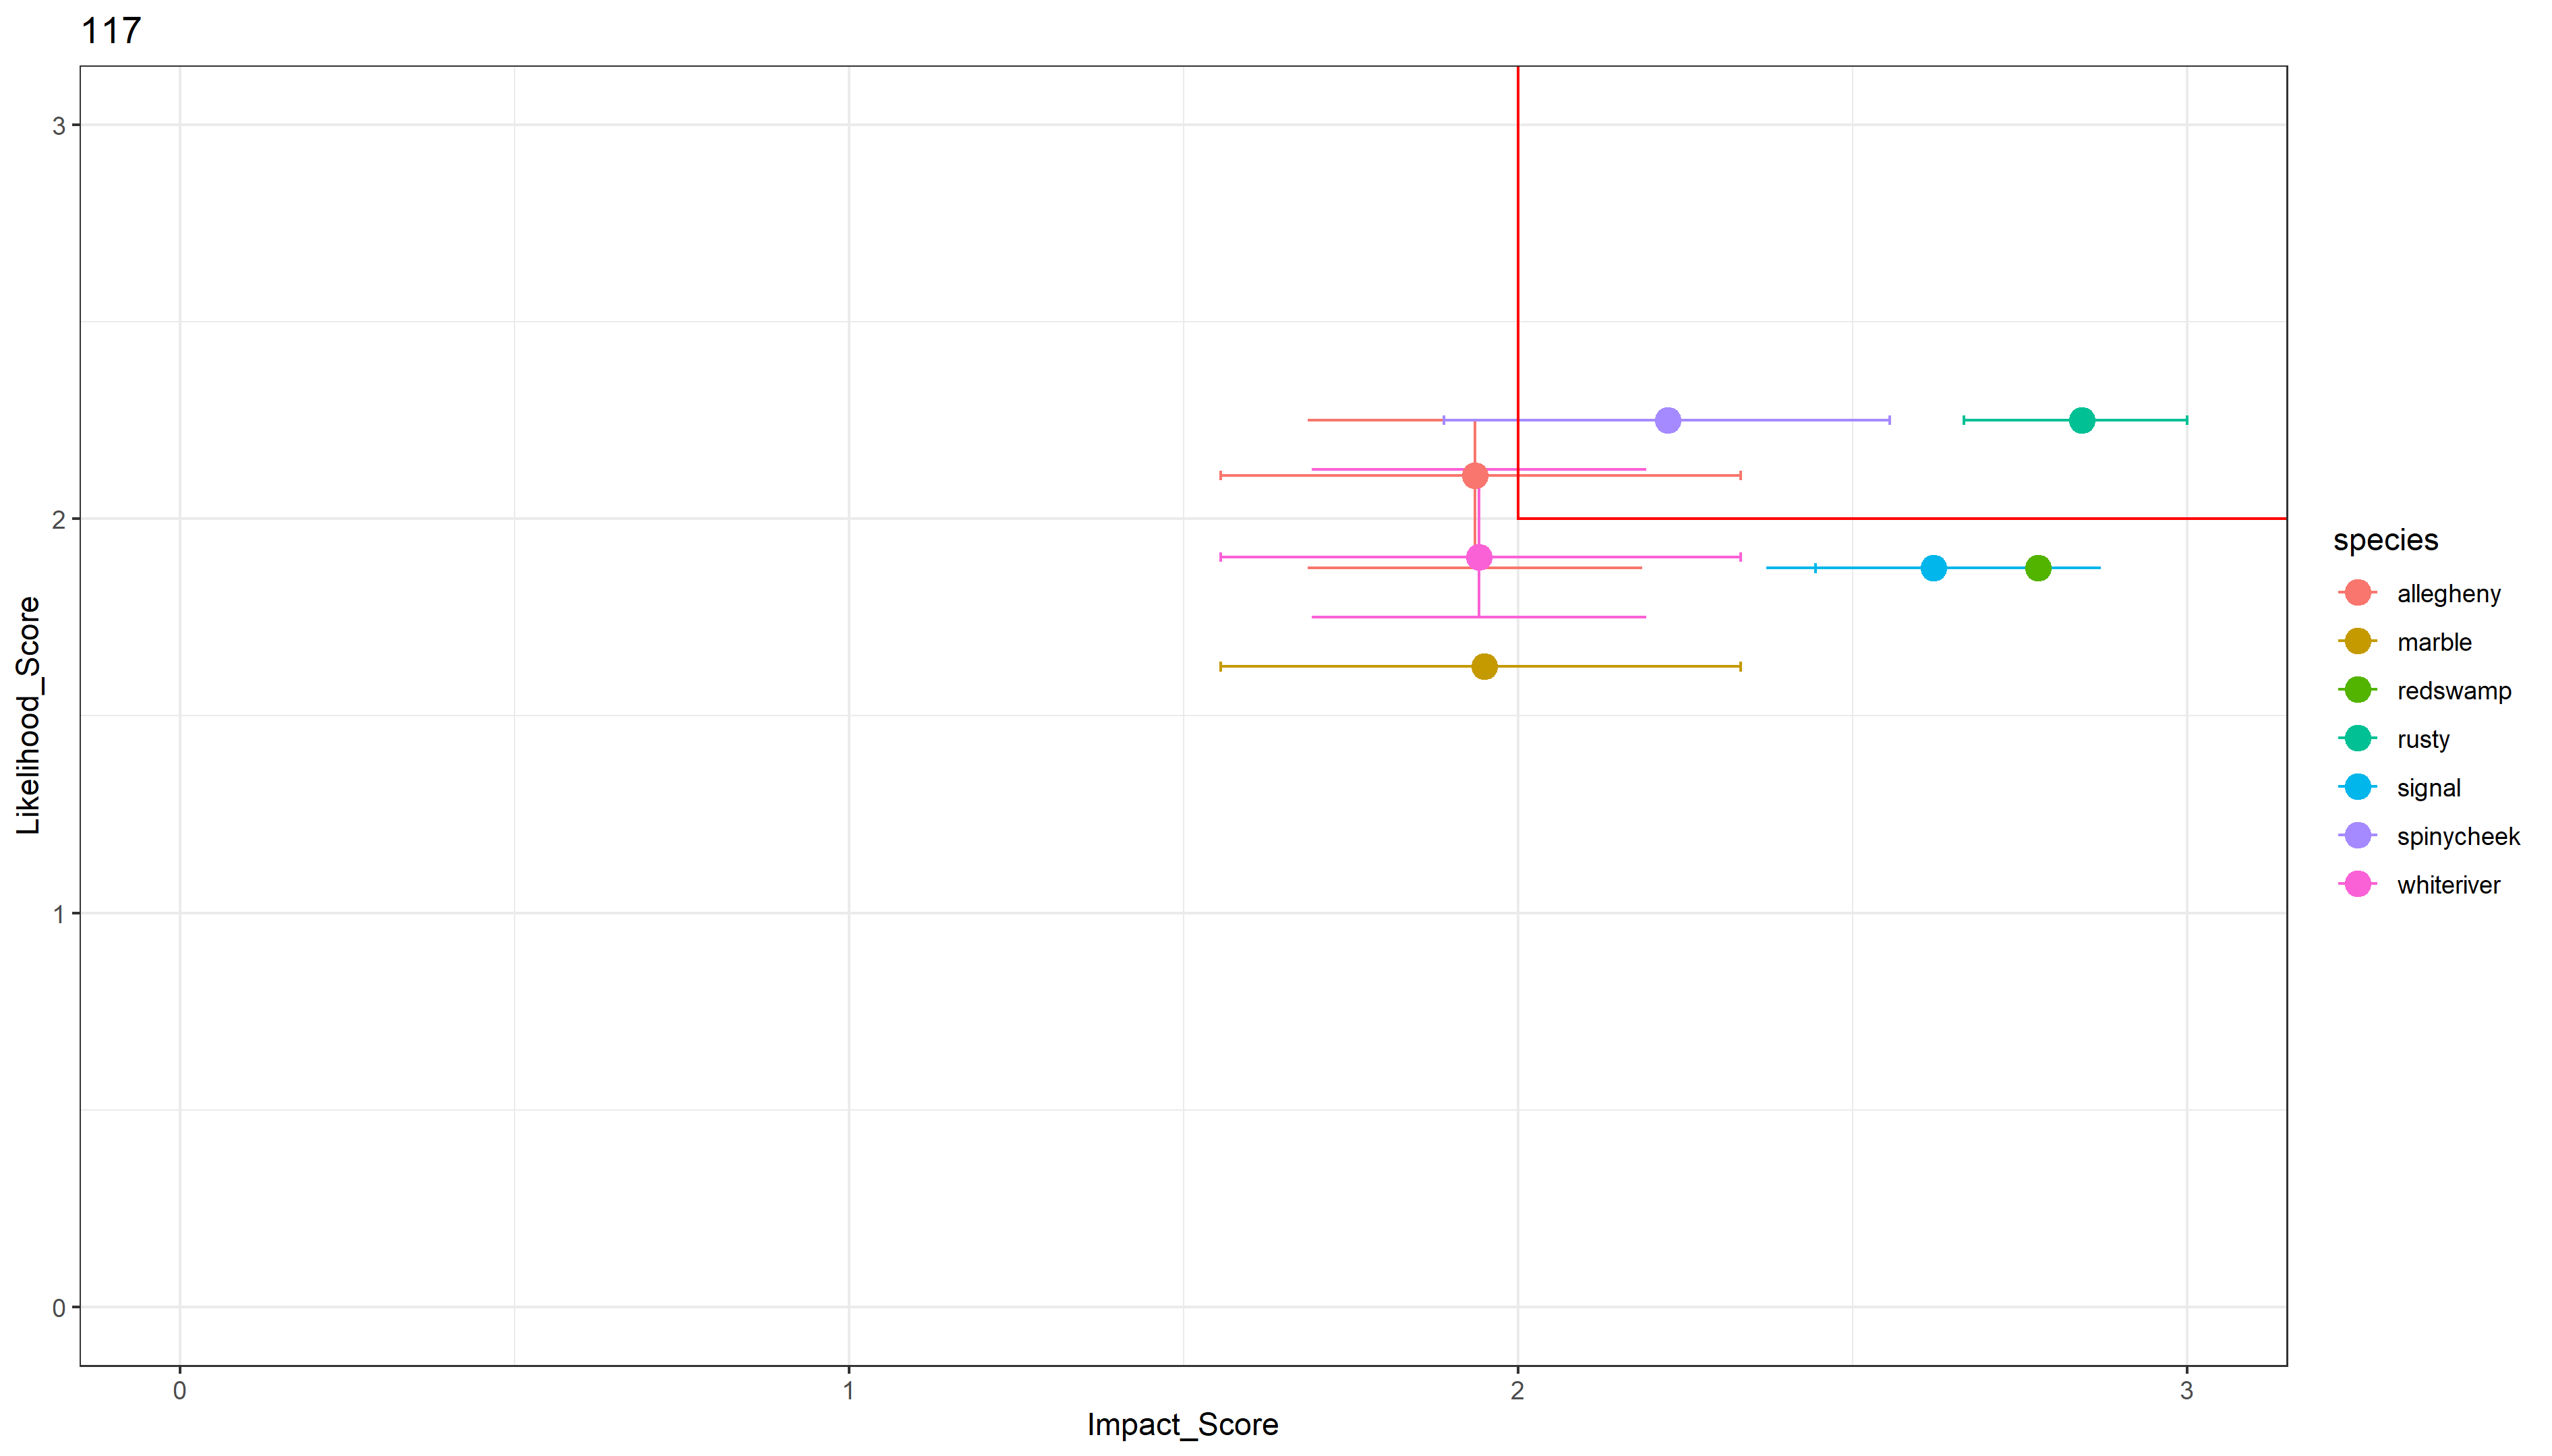 117
3
2
1
0
Likelihood_Score
0
1
2
3
Impact_Score
species
allegheny
marble
redswamp
rusty
signal
spinycheek
whiteriver